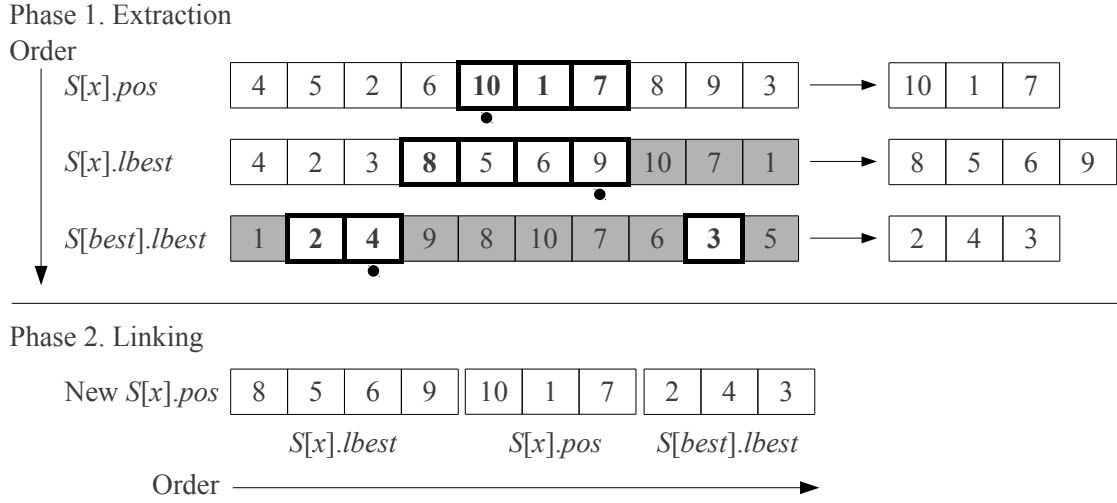 Phase 1. Extraction
Order
S[x].pos 4 5 2 6 10 1 7 8 9 3 10 1 7
S[x].lbest 4 2 3 8 5 6 9 10 7 1 8 5 6 9
S[best].lbest 1 2 4 9 8 10 7 6 3 5 2 4 3
Phase 2. Linking
New S[x].pos 8 5 6 9 10 1 7 2 4 3
S[x].lbest S[x].pos S[best].lbest
Order